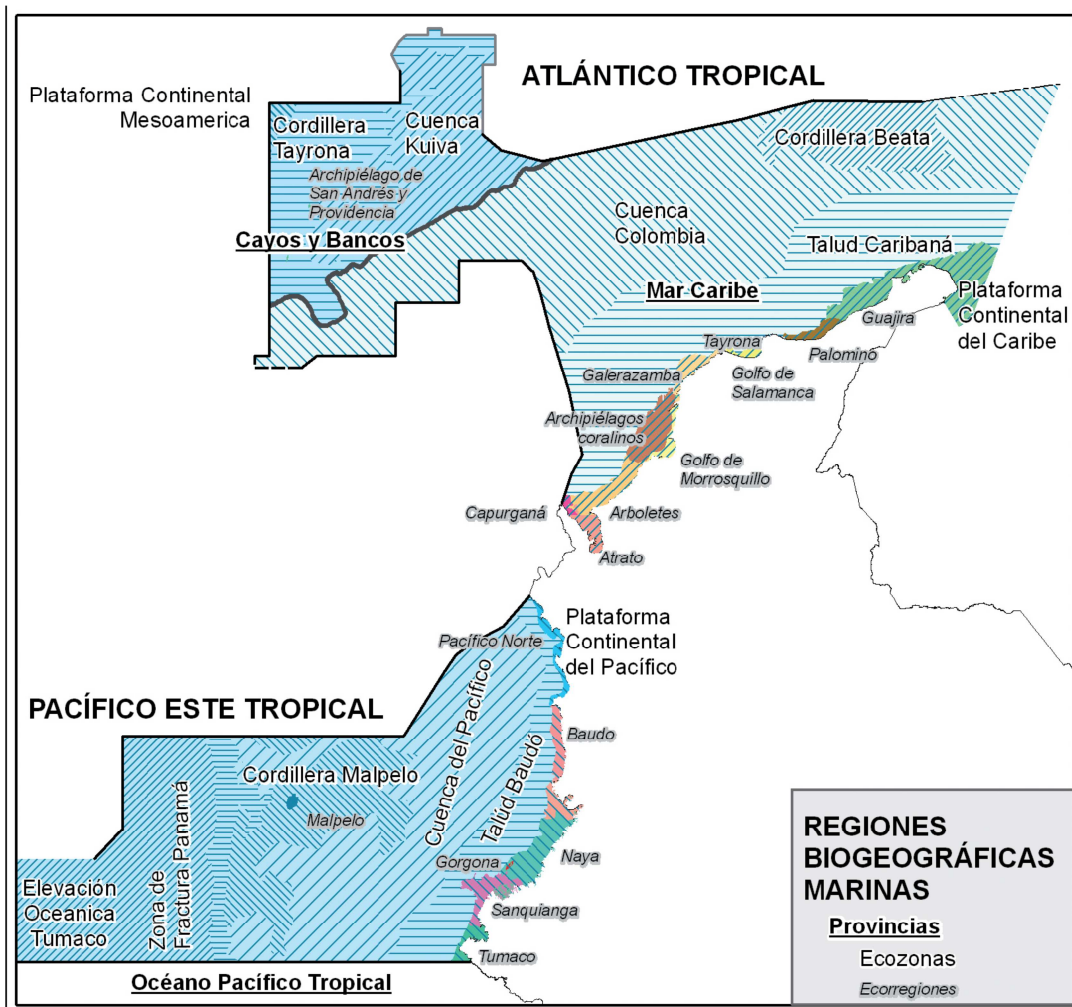 ATLÁNTICO TROPICAL
Plataforma Continental
Mesoamerica
Cordillera
Tayrona
Cuenca
Kuiva
Archipiélago de
San Andrés y
Providencia
Cayos y Bancos
Cordillera Beata
Cuenca
Colombia
Talud Caribaná
Mar Caribe
Plataforma
Continental
del Caribe
Guajira
Tayrona
Palomino
Galerazamba
Golfo de
Salamanca
Archipiélagos
coralinos
Golfo de
Morrosquillo
Capurganá
Arboletes
Atrato
Plataforma
Continental
del Pacífico
Pacífico Norte
PACÍFICO ESTE TROPICAL
Cuenca del Pacífico
Talúd Baudó
Baudo
Cordillera Malpelo
Malpelo
Zona de
Fractura Panamá
Gorgona
Naya
Elevación
Oceanica
Tumaco
Sanquianga
Tumaco
Océano Pacífico Tropical
REGIONES
BIOGEOGRÁFICAS
MARINAS
Provincias
Ecozonas
Ecorregiones